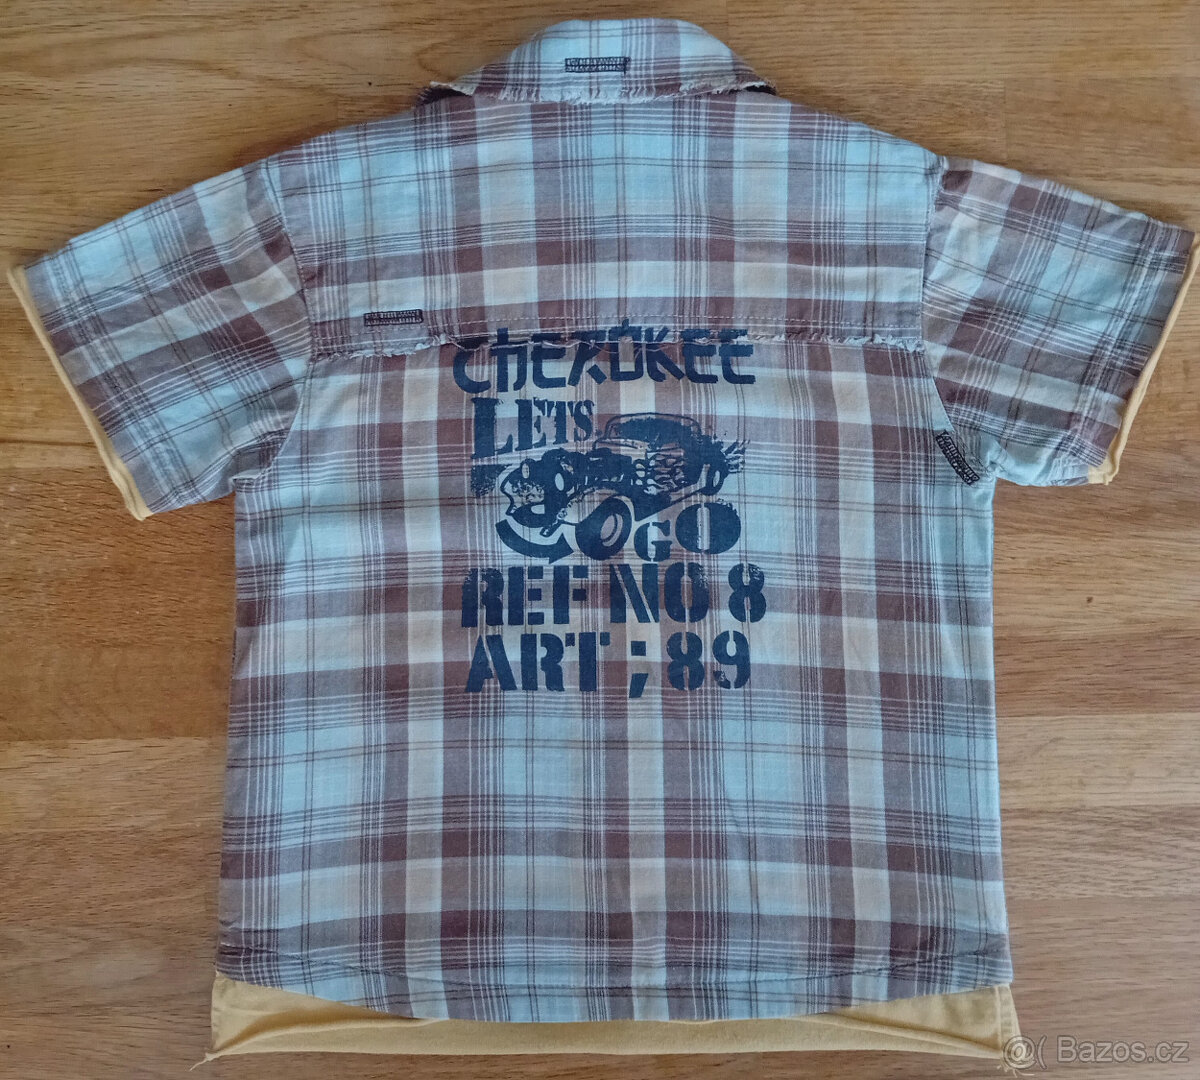 CHEROKEE
LETS
GO
REF NO 8
ART ; 89
@( Bazos.cz